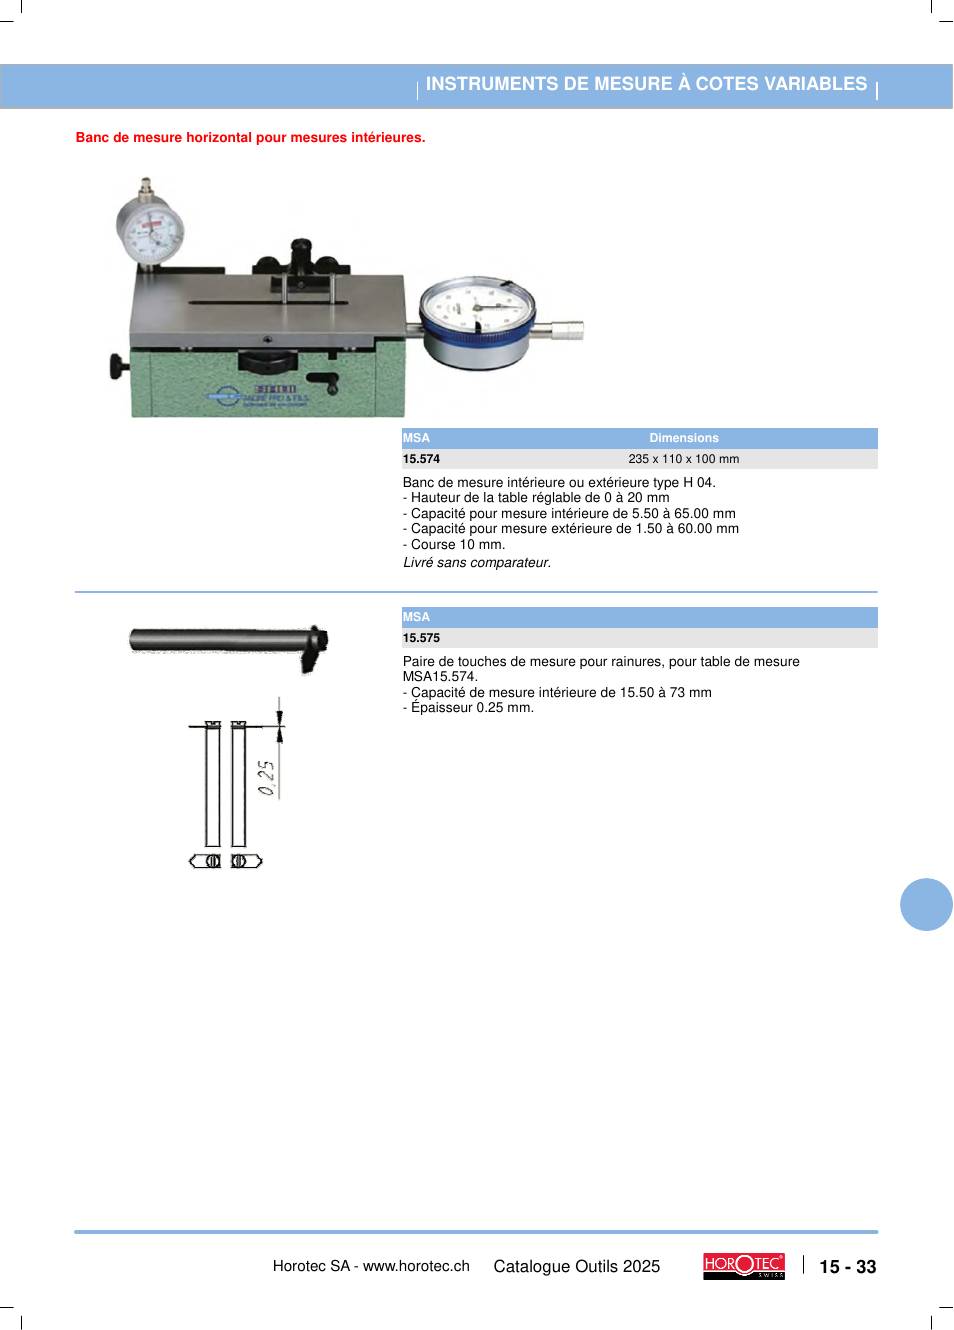 INSTRUMENTS DE MESURE À COTES VARIABLES
Banc de mesure horizontal pour mesures intérieures.
MSA Dimensions
15.574 235 x 110 x 100 mm
Banc de mesure intérieure ou extérieure type H 04.
- Hauteur de la table réglable de 0 à 20 mm
- Capacité pour mesure intérieure de 5.50 à 65.00 mm
- Capacité pour mesure extérieure de 1.50 à 60.00 mm
- Course 10 mm.
Livré sans comparateur.
MSA
15.575
Paire de touches de mesure pour rainures, pour table de mesure
MSA15.574.
- Capacité de mesure intérieure de 15.50 à 73 mm
- Épaisseur 0.25 mm.
0,25
Horotec SA - www.horotec.ch Catalogue Outils 2025 HOROTEC® SWISS 15 - 33